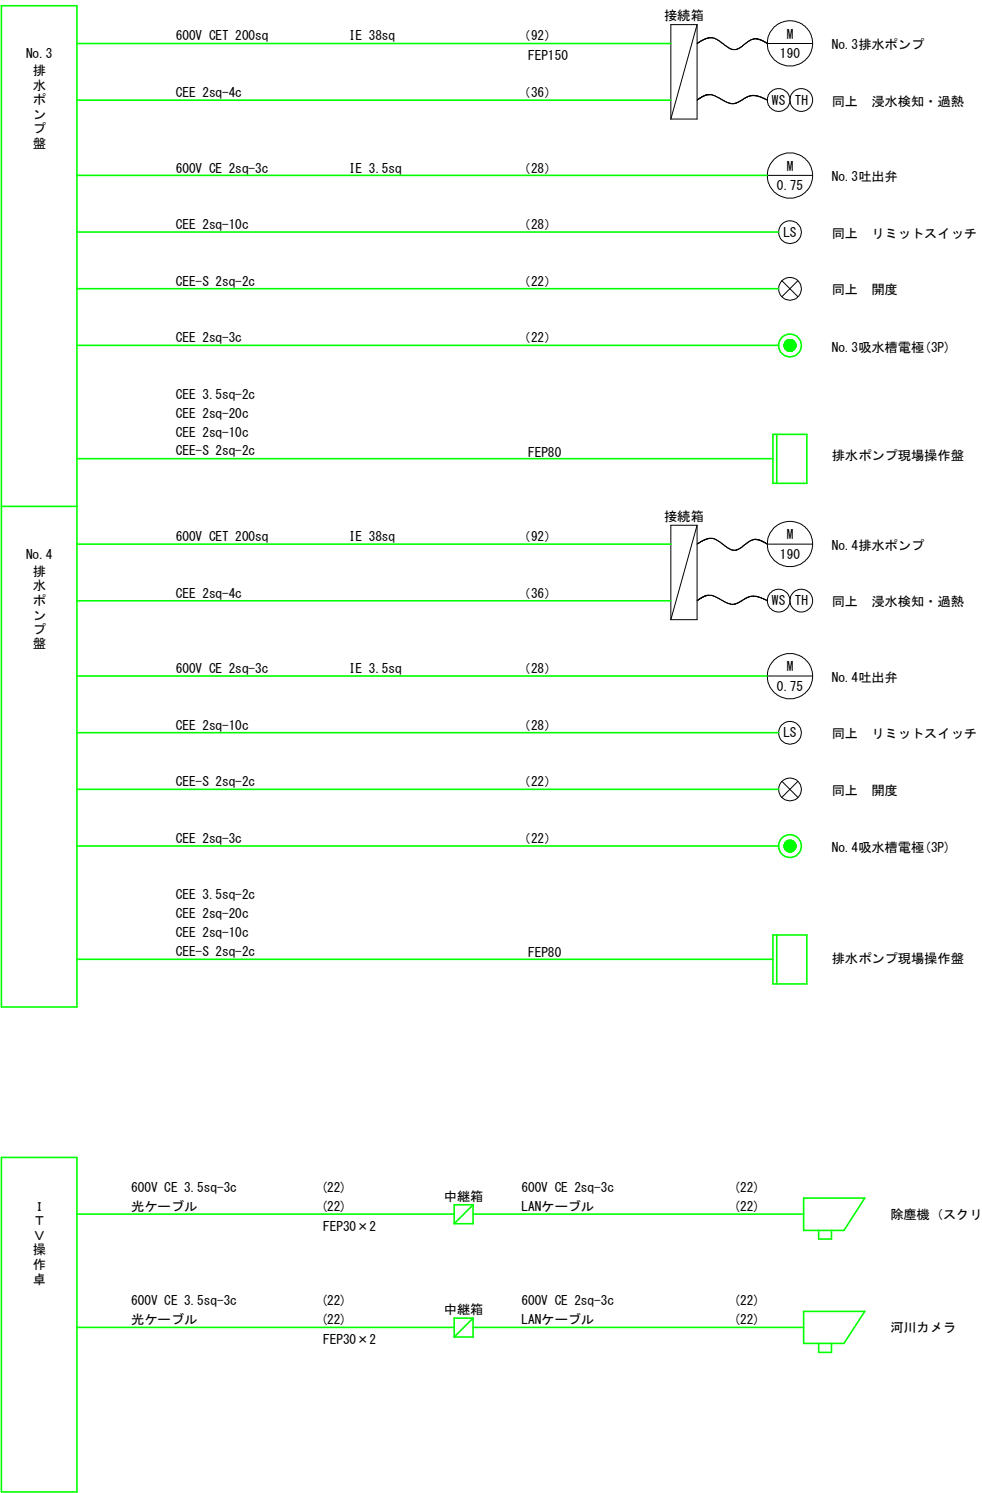 No.3
排水ポンプ盤
接続箱
600V CET 200sq IE 38sq (92)
FEP150
M
190
No.3排水ポンプ
CEE 2sq-4c (36)
WS TH
同上 浸水検知・過熱
600V CE 2sq-3c IE 3.5sq (28)
M
0.75
No.3吐出弁
CEE 2sq-10c (28)
LS
同上 リミットスイッチ
CEE-S 2sq-2c (22)
同上 開度
CEE 2sq-3c (22)
No.3吸水槽電極(3P)
CEE 3.5sq-2c
CEE 2sq-20c
CEE 2sq-10c
CEE-S 2sq-2c FEP80
排水ポンプ現場操作盤
No.4
排水ポンプ盤
接続箱
600V CET 200sq IE 38sq (92)
M
190
No.4排水ポンプ
CEE 2sq-4c (36)
WS TH
同上 浸水検知・過熱
600V CE 2sq-3c IE 3.5sq (28)
M
0.75
No.4吐出弁
CEE 2sq-10c (28)
LS
同上 リミットスイッチ
CEE-S 2sq-2c (22)
同上 開度
CEE 2sq-3c (22)
No.4吸水槽電極(3P)
CEE 3.5sq-2c
CEE 2sq-20c
CEE 2sq-10c
CEE-S 2sq-2c FEP80
排水ポンプ現場操作盤
ITV操作卓
600V CE 3.5sq-3c (22)
光ケーブル (22)
FEP30×2
中継箱
600V CE 2sq-3c (22)
LANケーブル (22)
除塵機（スクリ
600V CE 3.5sq-3c (22)
光ケーブル (22)
FEP30×2
中継箱
600V CE 2sq-3c (22)
LANケーブル (22)
河川カメラ